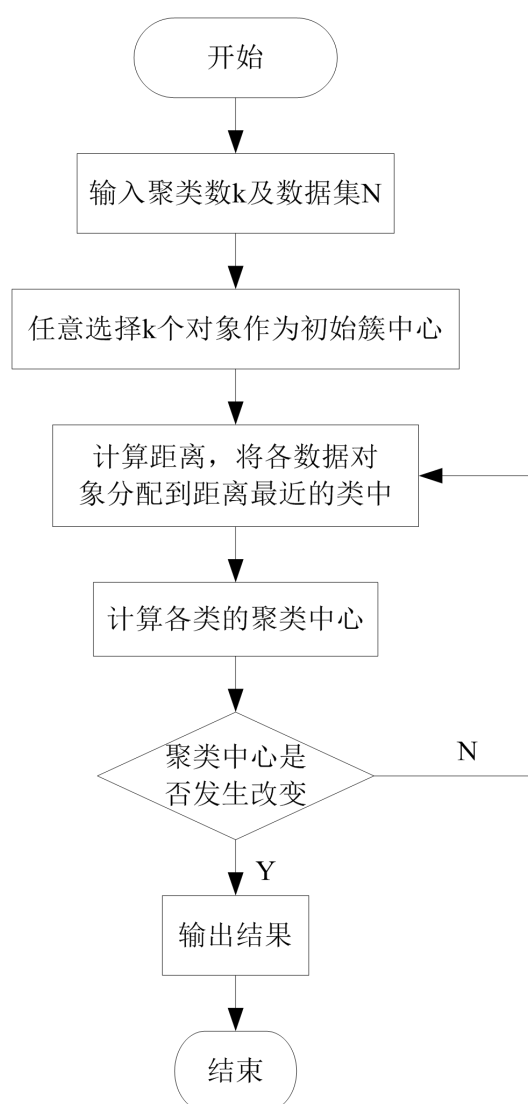 开始
输入聚类数k及数据集N
任意选择k个对象作为初始簇中心
计算距离，将各数据对
象分配到距离最近的类中
计算各类的聚类中心
聚类中心是
否发生改变
N
Y
输出结果
结束